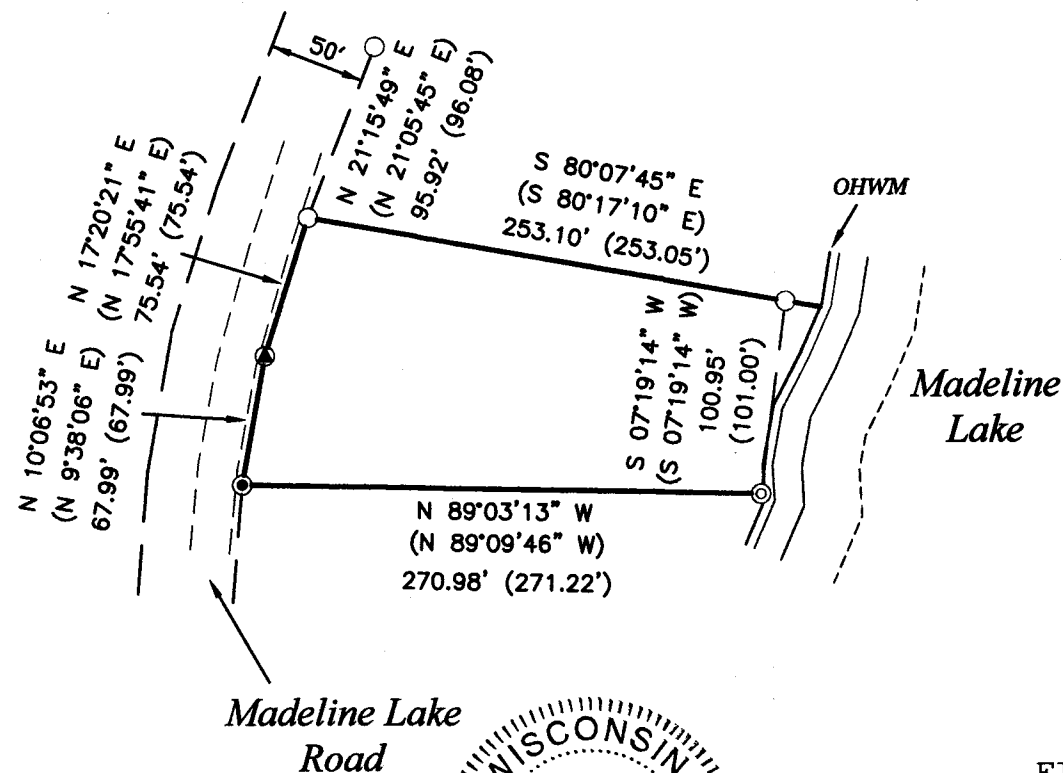 50'
N 21°15'49" E
(N 21°05'45" E)
95.92' (96.08')
N 17°20'21" E
(N 17°55'41" E)
75.54' (75.54')
S 80°07'45" E
(S 80°17'10" E)
253.10' (253.05')
OHWM
N 10°06'53" E
(N 9°38'06" E)
67.99' (67.99')
S 07°19'14" W
(S 07°19'14" W)
100.95'
(101.00')
Madeline
Lake
N 89°03'13" W
(N 89°09'46" W)
270.98' (271.22')
Madeline Lake
Road
WISCONSIN